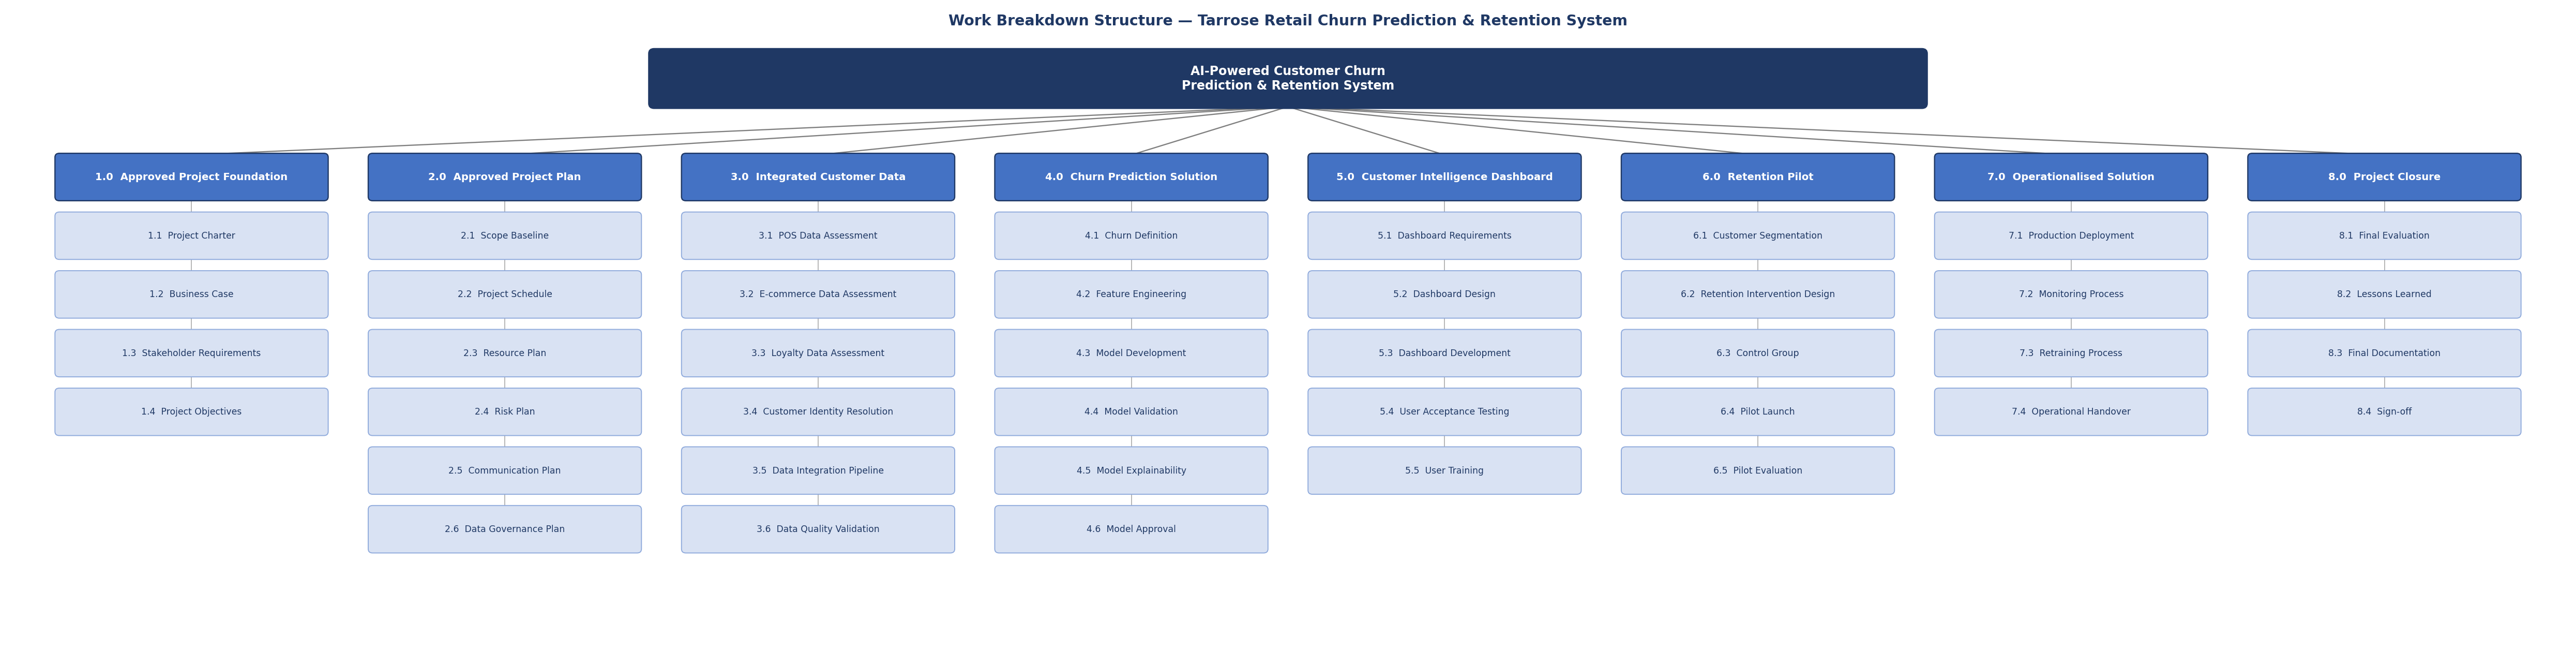 Work Breakdown Structure — Tarrose Retail Churn Prediction & Retention System
AI-Powered Customer Churn
Prediction & Retention System
1.0 Approved Project Foundation
1.1 Project Charter
1.2 Business Case
1.3 Stakeholder Requirements
1.4 Project Objectives
2.0 Approved Project Plan
2.1 Scope Baseline
2.2 Project Schedule
2.3 Resource Plan
2.4 Risk Plan
2.5 Communication Plan
2.6 Data Governance Plan
3.0 Integrated Customer Data
3.1 POS Data Assessment
3.2 E-commerce Data Assessment
3.3 Loyalty Data Assessment
3.4 Customer Identity Resolution
3.5 Data Integration Pipeline
3.6 Data Quality Validation
4.0 Churn Prediction Solution
4.1 Churn Definition
4.2 Feature Engineering
4.3 Model Development
4.4 Model Validation
4.5 Model Explainability
4.6 Model Approval
5.0 Customer Intelligence Dashboard
5.1 Dashboard Requirements
5.2 Dashboard Design
5.3 Dashboard Development
5.4 User Acceptance Testing
5.5 User Training
6.0 Retention Pilot
6.1 Customer Segmentation
6.2 Retention Intervention Design
6.3 Control Group
6.4 Pilot Launch
6.5 Pilot Evaluation
7.0 Operationalised Solution
7.1 Production Deployment
7.2 Monitoring Process
7.3 Retraining Process
7.4 Operational Handover
8.0 Project Closure
8.1 Final Evaluation
8.2 Lessons Learned
8.3 Final Documentation
8.4 Sign-off